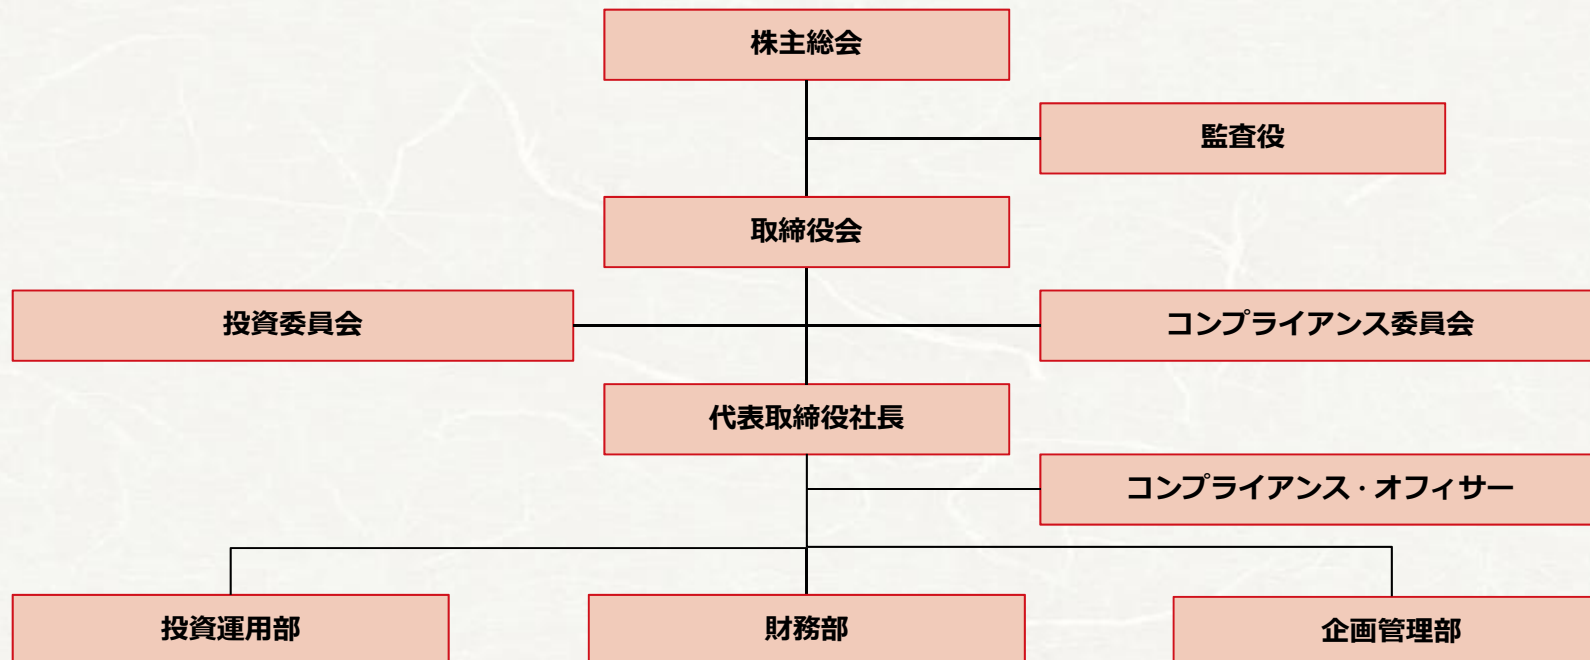 株主総会
監査役
取締役会
投資委員会
コンプライアンス委員会
代表取締役社長
コンプライアンス・オフィサー
投資運用部
財務部
企画管理部